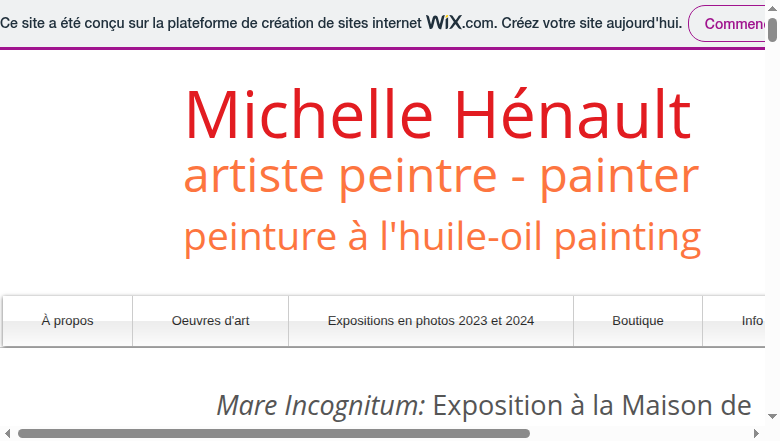 Ce site a été conçu sur la plateforme de création de sites internet WiX.com. Créez votre site aujourd'hui. Commen
Michelle Hénault
artiste peintre - painter
peinture à l'huile-oil painting
À propos Oeuvres d'art Expositions en photos 2023 et 2024 Boutique Info
Mare Incognitum: Exposition à la Maison de